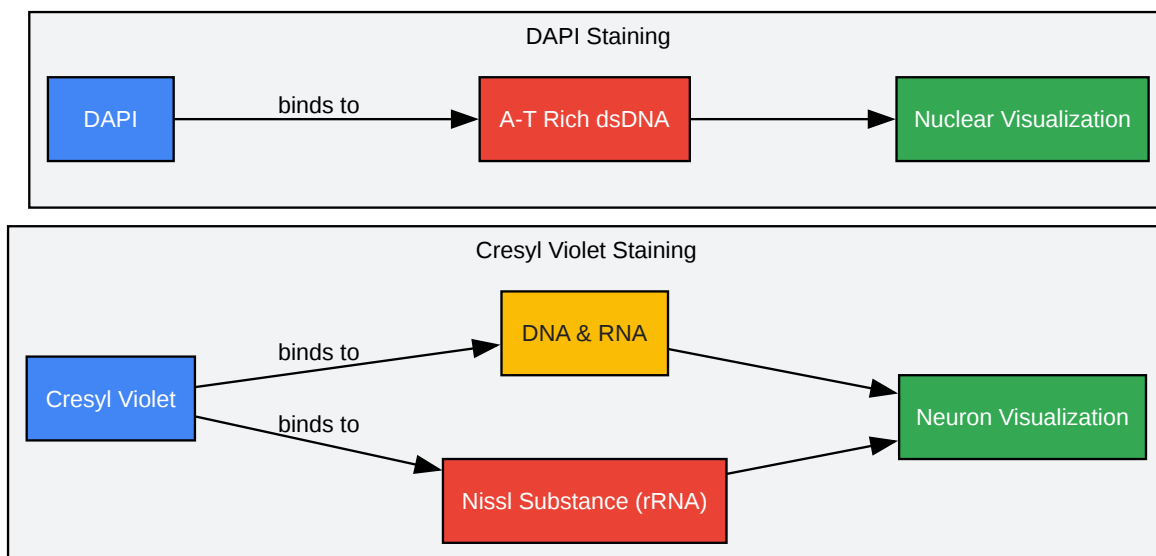 DAPI Staining
DAPI
binds to
A-T Rich dsDNA
Nuclear Visualization
Cresyl Violet Staining
Cresyl Violet
binds to
DNA & RNA
binds to
Nissl Substance (rRNA)
Neuron Visualization